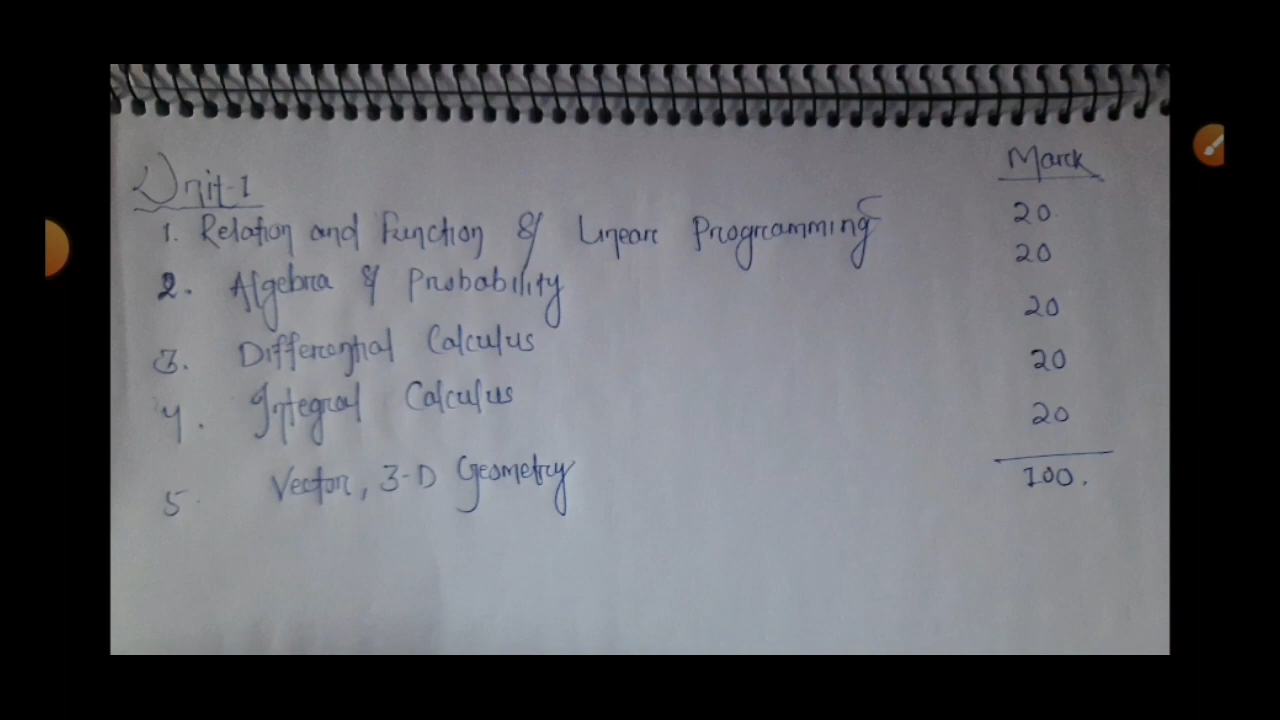 Unit-1 Marck
1. Relation and Function & Linear Programming 20
2. Algebra & Probability 20
3. Differential Calculus 20
4. Integral Calculus 20
5. Vector, 3-D Geometry 20
100.